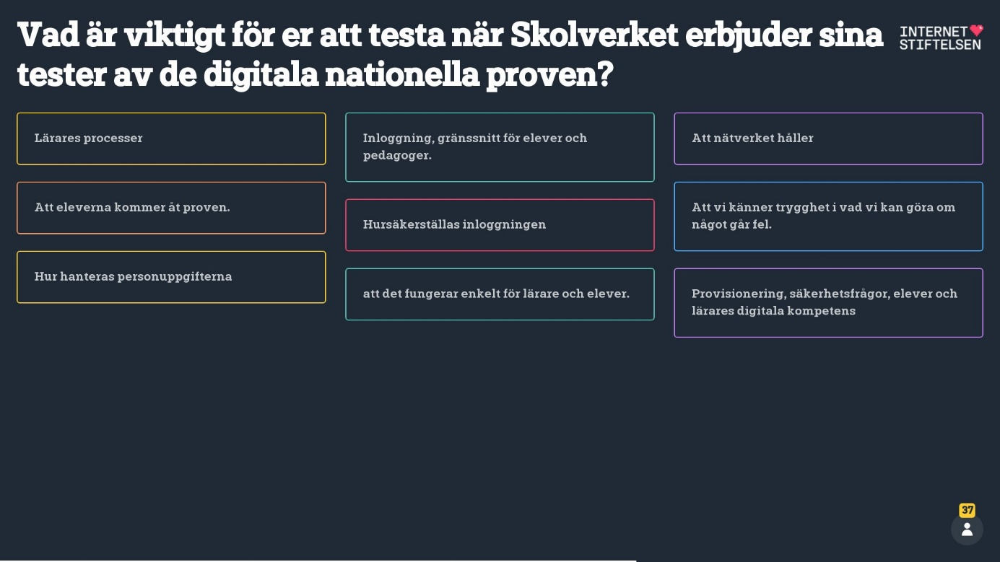 Vad är viktigt för er att testa när Skolverket erbjuder sina
tester av de digitala nationella proven?
INTERNET
STIFTELSEN
Lärares processer
Inloggning, gränssnitt för elever och
pedagoger.
Att nätverket håller
Att eleverna kommer åt proven.
Hursäkerställas inloggningen
Att vi känner trygghet i vad vi kan göra om
något går fel.
Hur hanteras personuppgifterna
att det fungerar enkelt för lärare och elever.
Provisionering, säkerhetsfrågor, elever och
lärares digitala kompetens
37